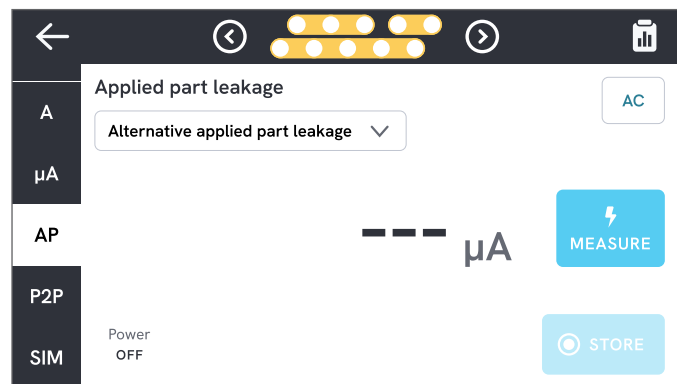 Applied part leakage
AC
Alternative applied part leakage
A
µA
AP
P2P
SIM
--- µA
MEASURE
Power
OFF
STORE